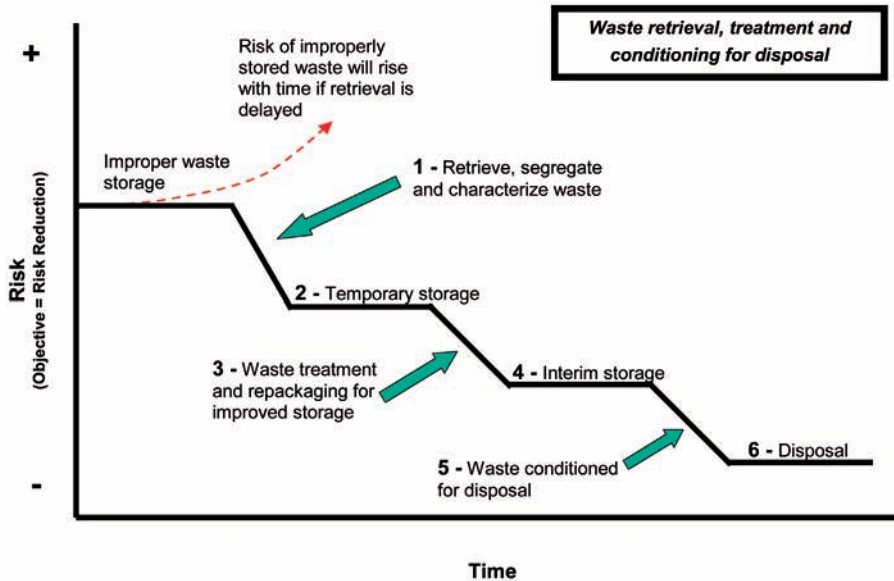 Waste retrieval, treatment and
conditioning for disposal
+
Risk of improperly
stored waste will rise
with time if retrieval is
delayed
Improper waste
storage
1 - Retrieve, segregate
and characterize waste
Risk
(Objective = Risk Reduction)
2 - Temporary storage
3 - Waste treatment
and repackaging for
improved storage
4 - Interim storage
5 - Waste conditioned
for disposal
6 - Disposal
-
Time